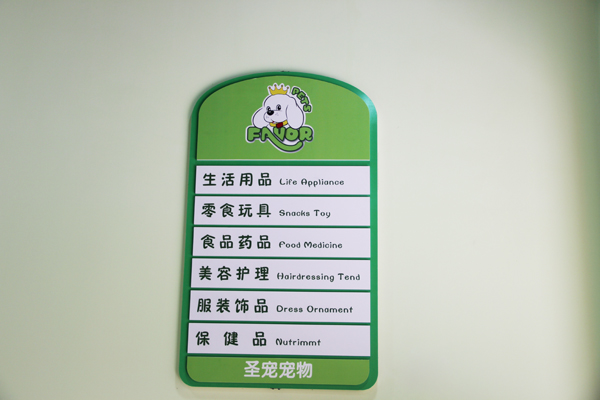 PET'S
FAVOR
生活用品 Life Appliance
零食玩具 Snacks Toy
食品药品 Food Medicine
美容护理 Hairdressing Tend
服装饰品 Dress Ornament
保健品 Nutrimmt
圣宠宠物